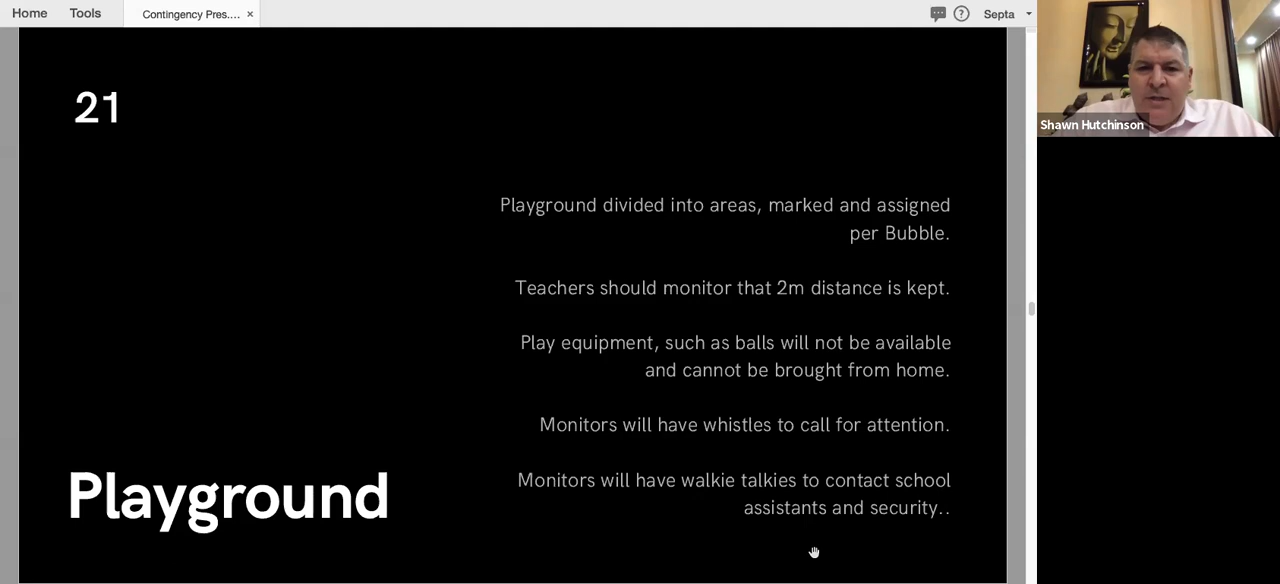 Home Tools Contingency Pres.... × Septa
Shawn Hutchinson
21
Playground divided into areas, marked and assigned
per Bubble.
Teachers should monitor that 2m distance is kept.
Play equipment, such as balls will not be available
and cannot be brought from home.
Monitors will have whistles to call for attention.
Monitors will have walkie talkies to contact school
assistants and security..
Playground